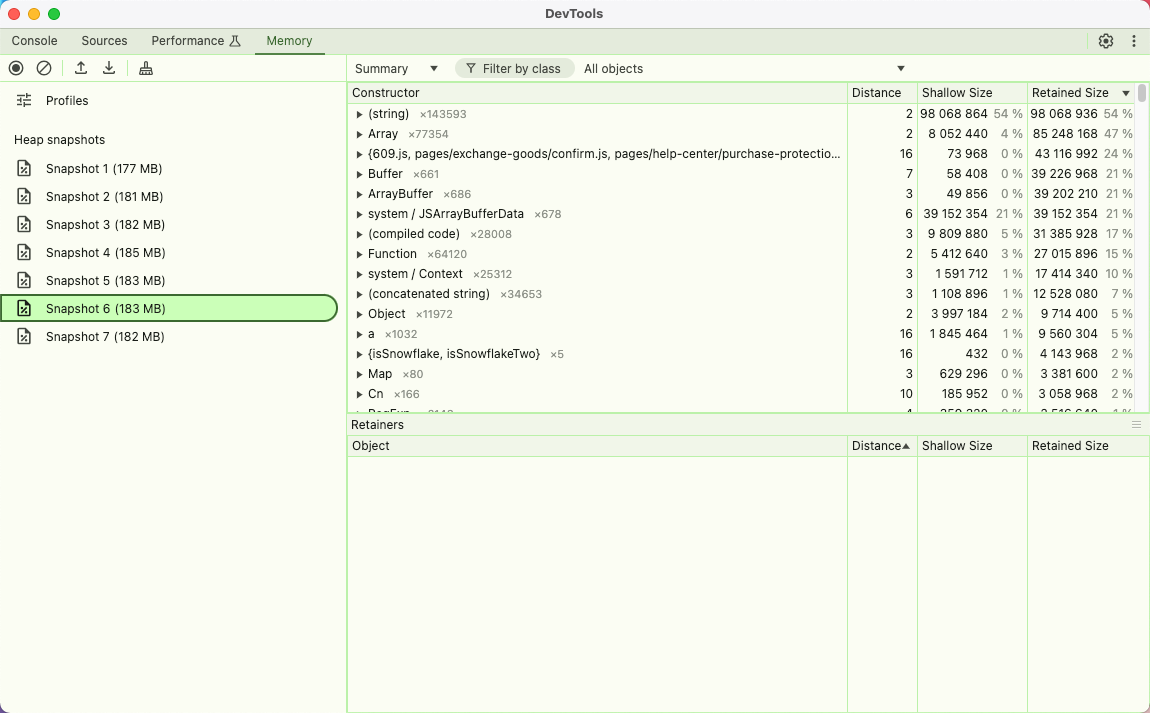 DevTools
Console Sources Performance Memory
Summary Filter by class All objects
Profiles
Heap snapshots
Snapshot 1 (177 MB)
Snapshot 2 (181 MB)
Snapshot 3 (182 MB)
Snapshot 4 (185 MB)
Snapshot 5 (183 MB)
Snapshot 6 (183 MB)
Snapshot 7 (182 MB)
Constructor Distance Shallow Size Retained Size
(string) ×143593 2 98 068 864 54 % 98 068 936 54 %
Array ×77354 2 8 052 440 4 % 85 248 168 47 %
{609.js, pages/exchange-goods/confirm.js, pages/help-center/purchase-protectio... 16 73 968 0 % 43 116 992 24 %
Buffer ×661 7 58 408 0 % 39 226 968 21 %
ArrayBuffer ×686 3 49 856 0 % 39 202 210 21 %
system / JSArrayBufferData ×678 6 39 152 354 21 % 39 152 354 21 %
(compiled code) ×28008 3 9 809 880 5 % 31 385 928 17 %
Function ×64120 2 5 412 640 3 % 27 015 896 15 %
system / Context ×25312 3 1 591 712 1 % 17 414 340 10 %
(concatenated string) ×34653 3 1 108 896 1 % 12 528 080 7 %
Object ×11972 2 3 997 184 2 % 9 714 400 5 %
a ×1032 16 1 845 464 1 % 9 560 304 5 %
{isSnowflake, isSnowflakeTwo} ×5 16 432 0 % 4 143 968 2 %
Map ×80 3 629 296 0 % 3 381 600 2 %
Cn ×166 10 185 952 0 % 3 058 968 2 %
Retainers
Object Distance Shallow Size Retained Size